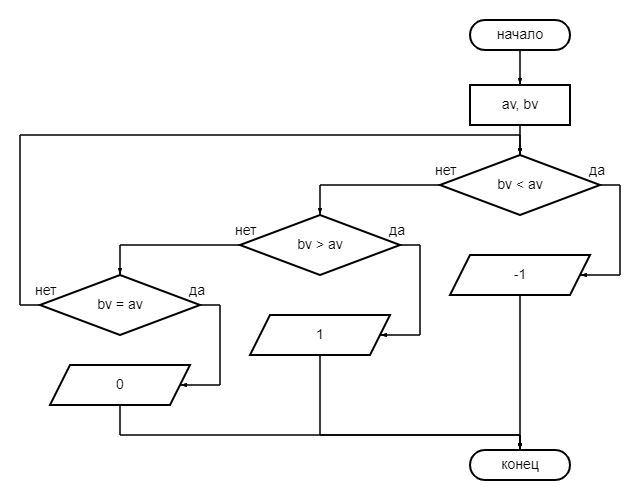 начало
av, bv
нет
bv < av
да
нет
bv > av
да
-1
нет
bv = av
да
1
0
конец